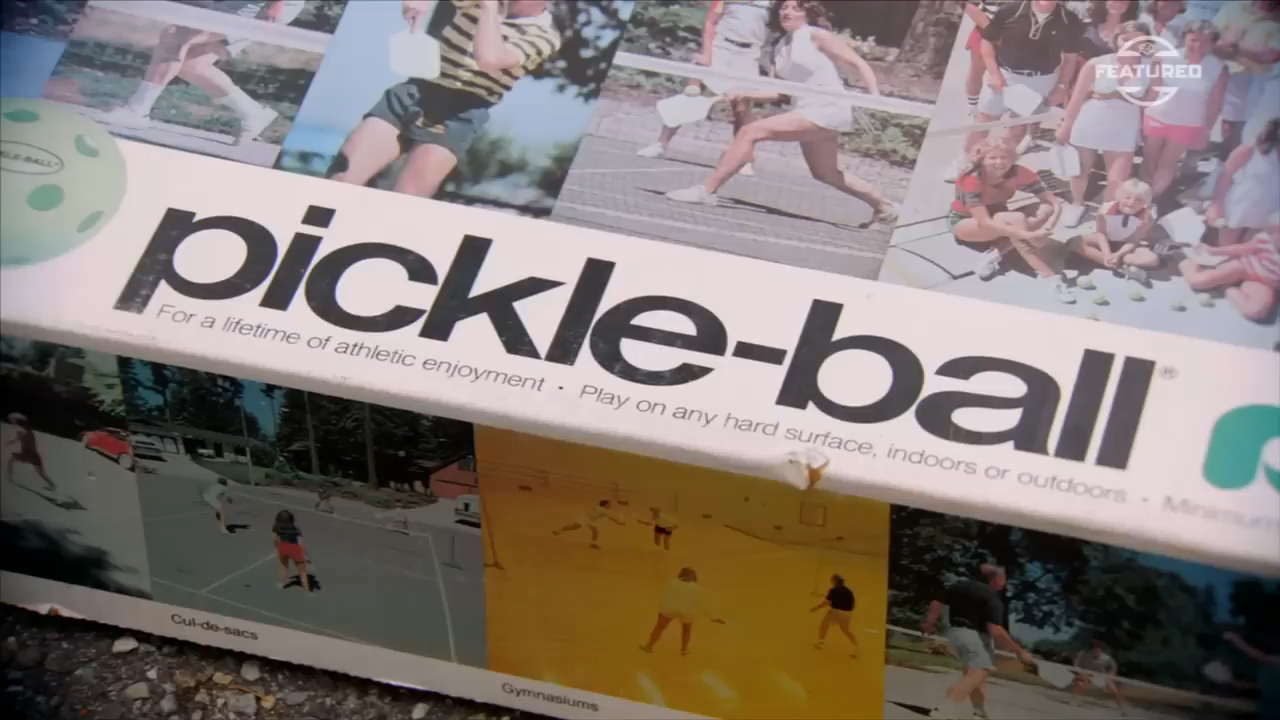 FEATURED
pickle-ball®
For a lifetime of athletic enjoyment · Play on any hard surface, indoors or outdoors · Minimum
Cul-de-sacs
Gymnasiums